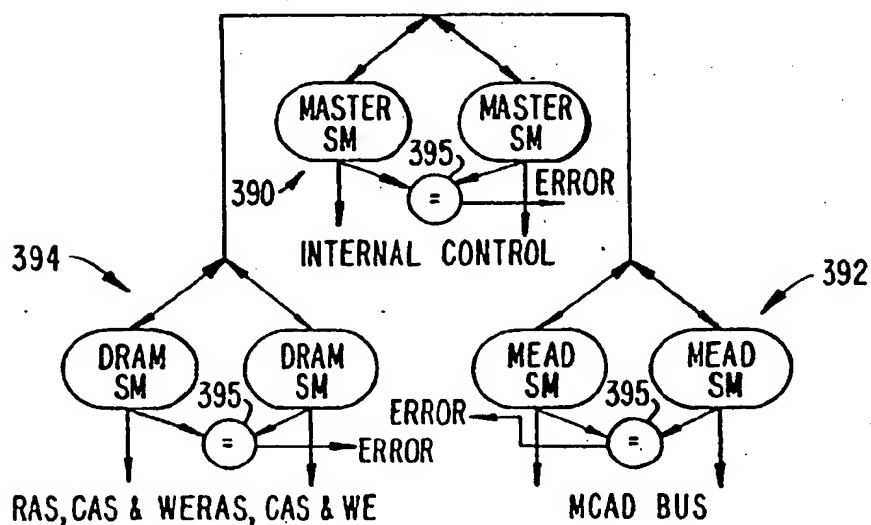 MASTER SM
MASTER SM
395
390
=
ERROR
INTERNAL CONTROL
394
392
DRAM SM
DRAM SM
MEAD SM
MEAD SM
395
ERROR
395
=
ERROR
=
RAS, CAS & WERAS, CAS & WE
MCAD BUS